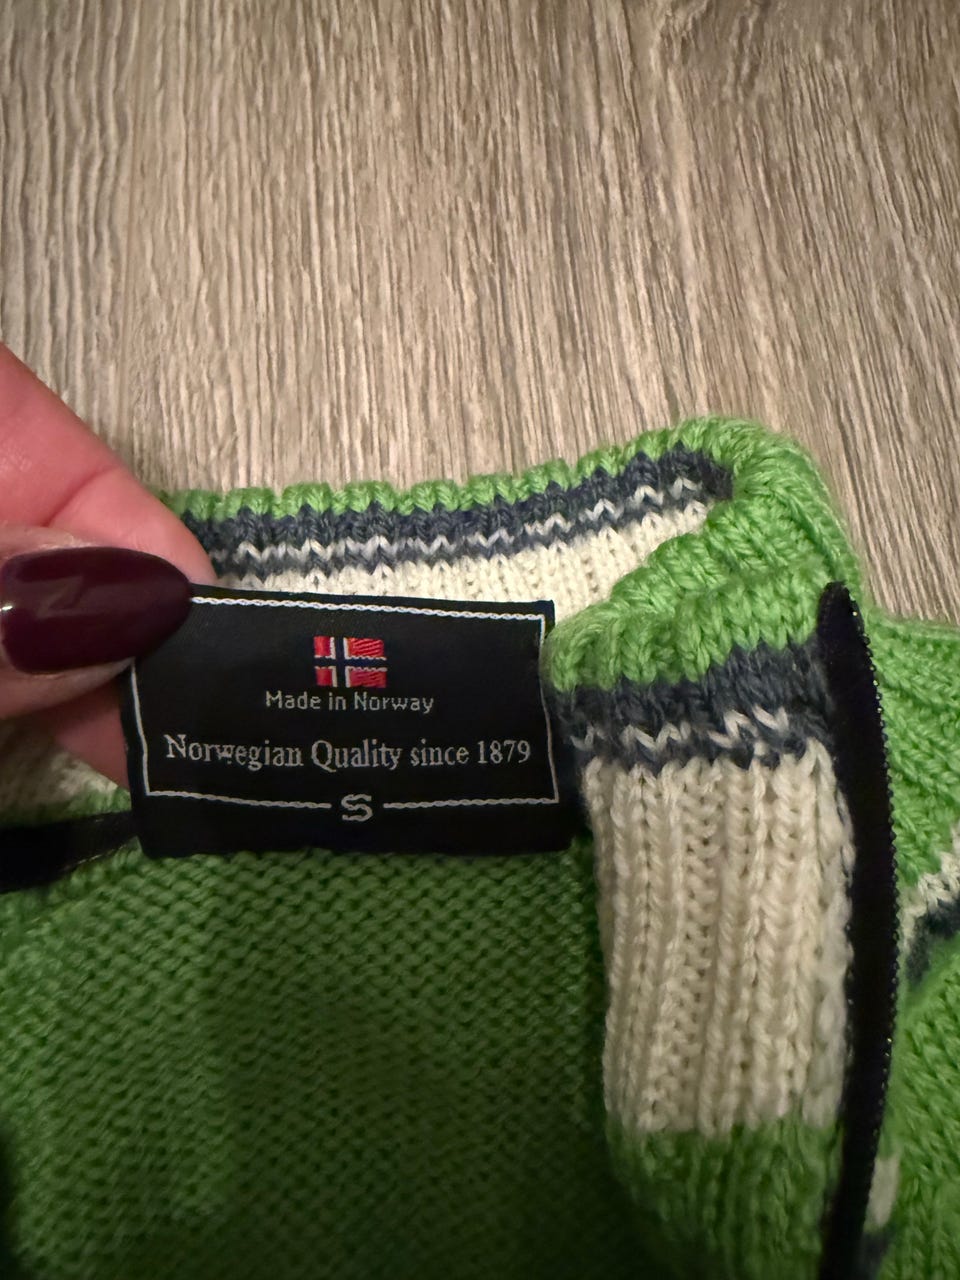 Made in Norway
Norwegian Quality since 1879
S